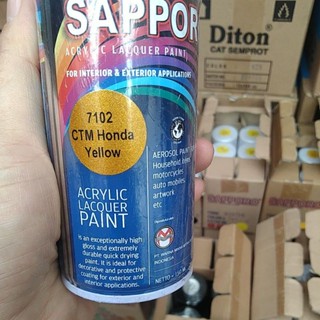 SAPPOR
ACRYLIC LACQUER PAINT
FOR INTERIOR & EXTERIOR APPLICATIONS
7102
CTM Honda
Yellow
ACRYLIC
LACQUER
PAINT
is an exceptionally high
gloss and extremely
durable quick drying
paint. it is ideal for
decorative and protective
coating for exterior and
interior applications.
AEROSOL PAINT
Household,
motorcycles
auto mobiles,
artwork
etc
INDONESIA
NETTO
Diton
CAT SEMPROT